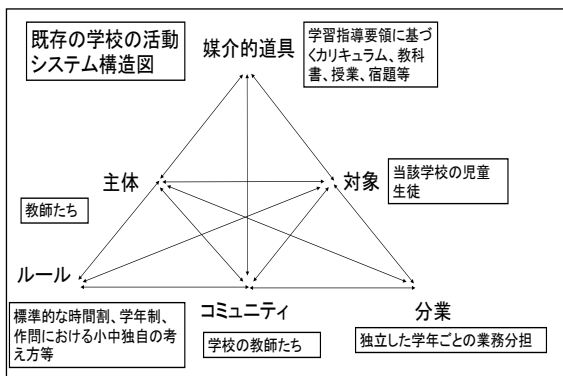 既存の学校の活動
システム構造図
媒介的道具
学習指導要領に基づ
くカリキュラム、教科
書、授業、宿題等
主体
対象
当該学校の児童
生徒
教師たち
ルール
コミュニティ
分業
標準的な時間割、学年制、
作問における小中独自の考
え方等
学校の教師たち
独立した学年ごとの業務分担